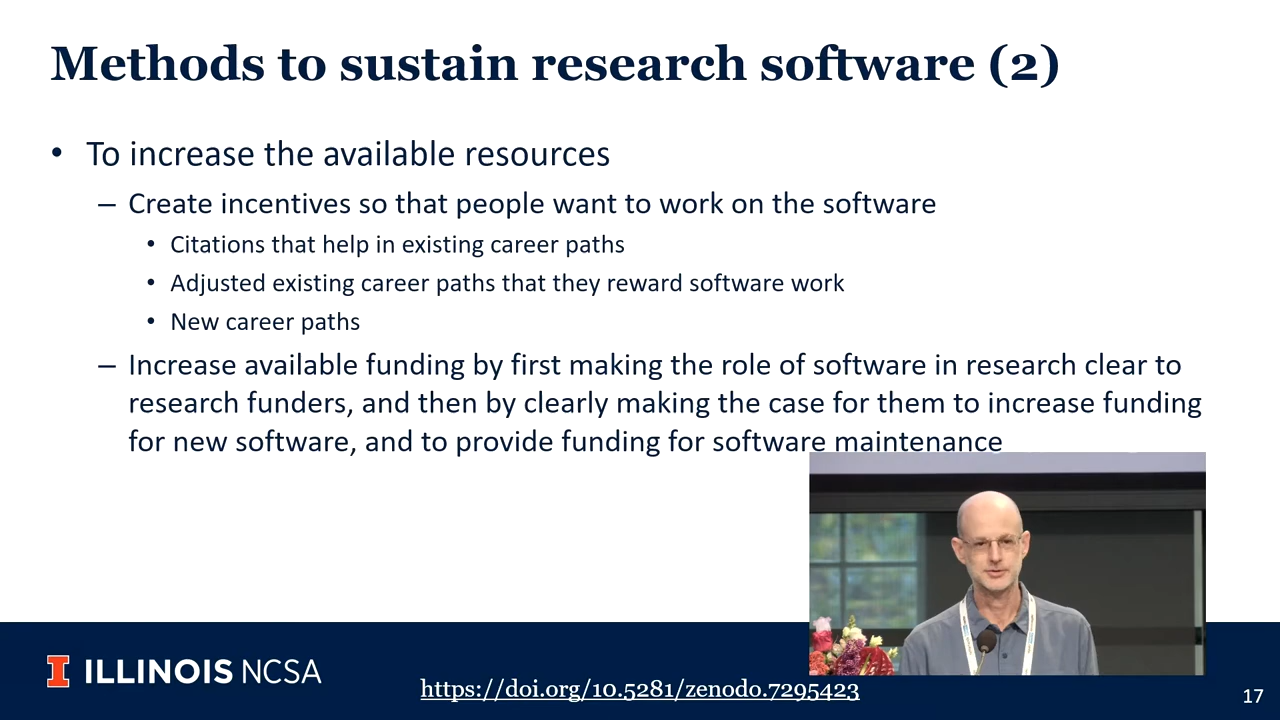 Methods to sustain research software (2)
• To increase the available resources
– Create incentives so that people want to work on the software
• Citations that help in existing career paths
• Adjusted existing career paths that they reward software work
• New career paths
– Increase available funding by first making the role of software in research clear to
research funders, and then by clearly making the case for them to increase funding
for new software, and to provide funding for software maintenance
I ILLINOIS NCSA
https://doi.org/10.5281/zenodo.7295423
17